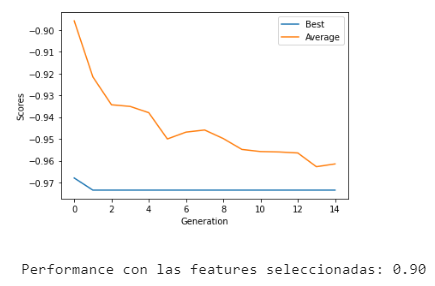 Best
Average
−0.90
−0.91
−0.92
−0.93
−0.94
−0.95
−0.96
−0.97
Scores
0 2 4 6 8 10 12 14
Generation
Performance con las features seleccionadas: 0.90